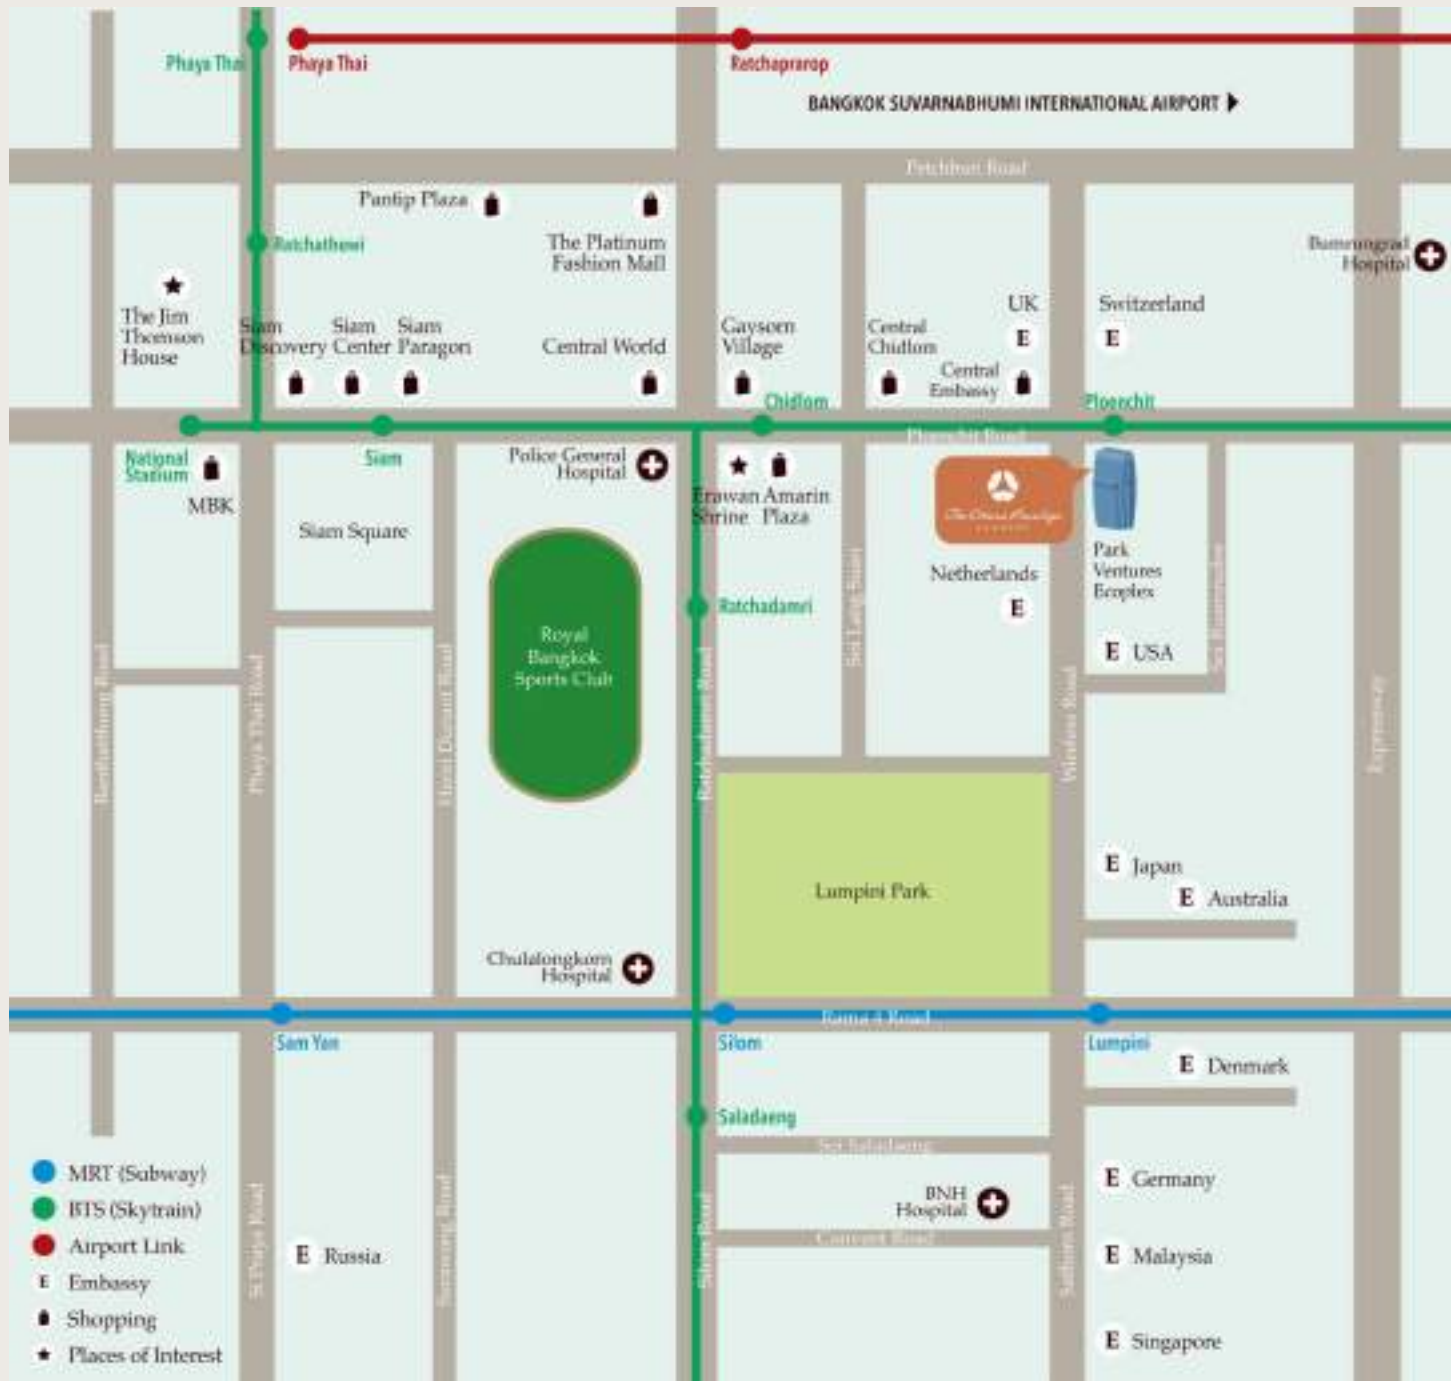 Phaya Thai
Phaya Thai
Ratchaprarop
BANGKOK SUVARNABHUMI INTERNATIONAL AIRPORT
Petchburi Road
Pantip Plaza
Ratchathewi
The Platinum
Fashion Mall
Bumrungrad
Hospital
The Jim
Thomson
House
Siam
Discovery
Siam
Center
Siam
Paragon
Central World
Gaysorn
Village
Central
Chidlom
UK
E
Switzerland
E
Central
Embassy
Chidlom
Ploenchit
Ploenchit Road
National
Stadium
MBK
Siam
Siam Square
Police General
Hospital
Erawan
Shrine
Amarin
Plaza
Park
Ventures
Ecoplex
Netherlands
E
E USA
Royal
Bangkok
Sports Club
Ratchadamri
Phaya Thai Road
Henri Dunant Road
Ratchadamri Road
Soi Lang Suan
Wireless Road
Soi Ruamrudee
Expressway
E Japan
E Australia
Lumpini Park
Chulalongkorn
Hospital
Rama 4 Road
Sam Yan
Silom
Lumpini
E Denmark
Saladaeng
Soi Saladaeng
BNH
Hospital
Convent Road
E Germany
E Malaysia
E Singapore
E Russia
Si Praya Road
Surawong Road
Silom Road
Sathorn Road
MRT (Subway)
BTS (Skytrain)
Airport Link
E Embassy
Shopping
Places of Interest